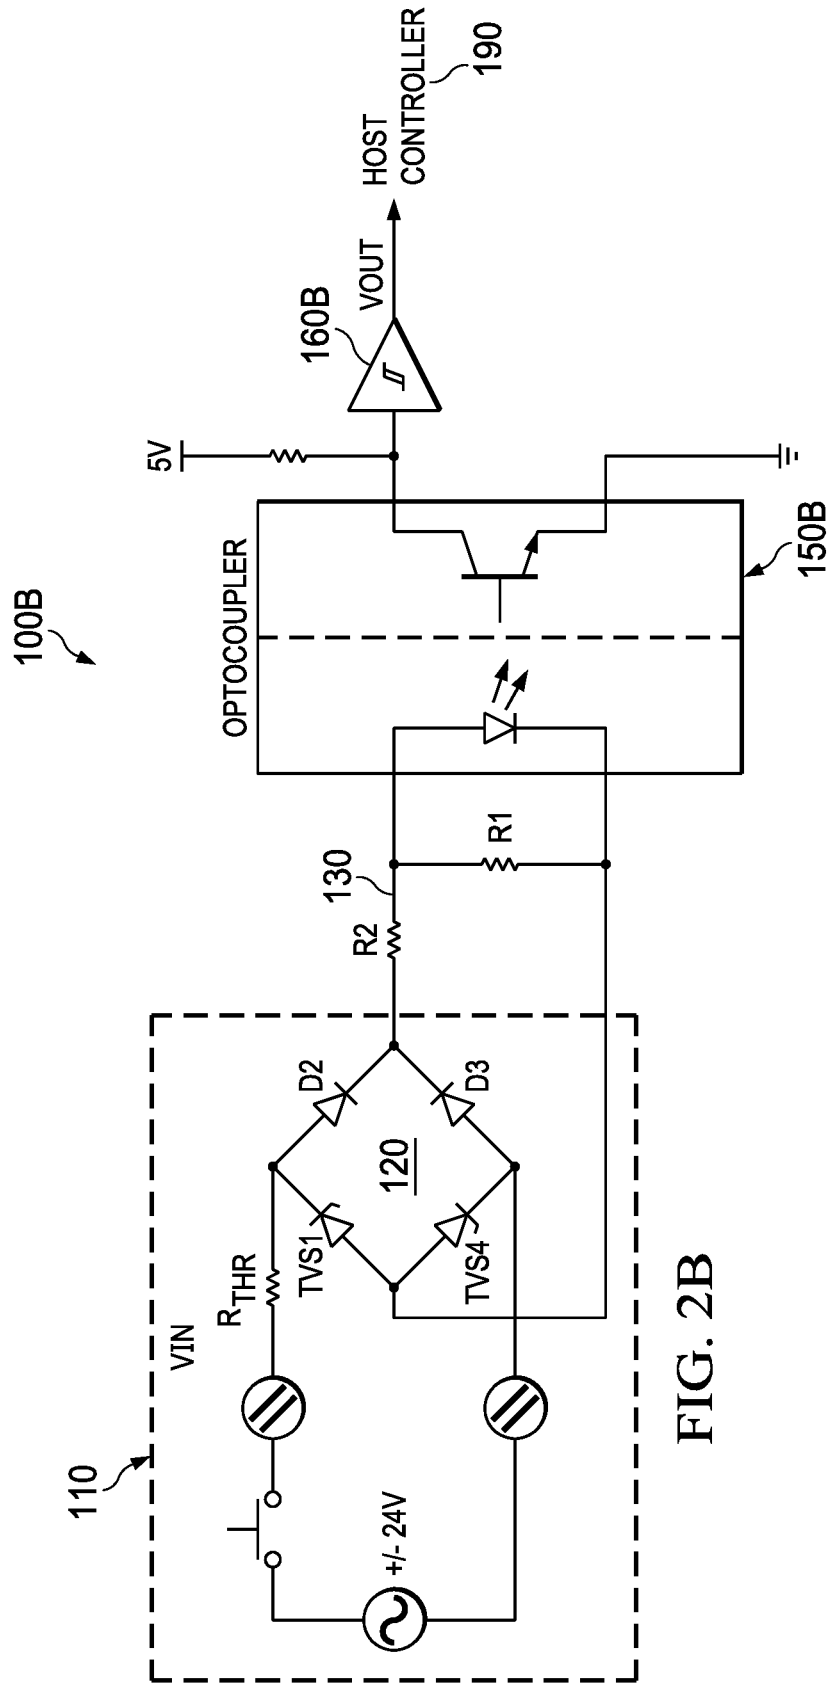 100B
110
VIN
R THR
+/- 24V
TVS1
D2
120
TVS4
D3
R2
130
R1
OPTOCOUPLER
150B
5V
160B
VOUT
HOST
CONTROLLER
190
FIG. 2B